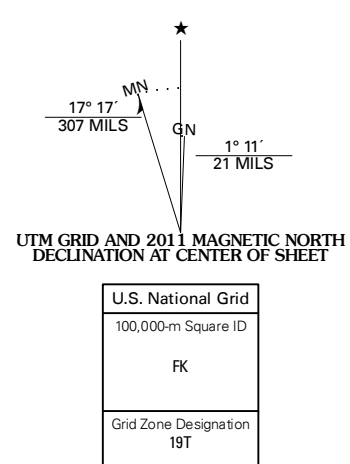 ★
MN
17° 17´
307 MILS
GN
1° 11´
21 MILS
UTM GRID AND 2011 MAGNETIC NORTH
DECLINATION AT CENTER OF SHEET
U.S. National Grid
100,000-m Square ID
FK
Grid Zone Designation
19T